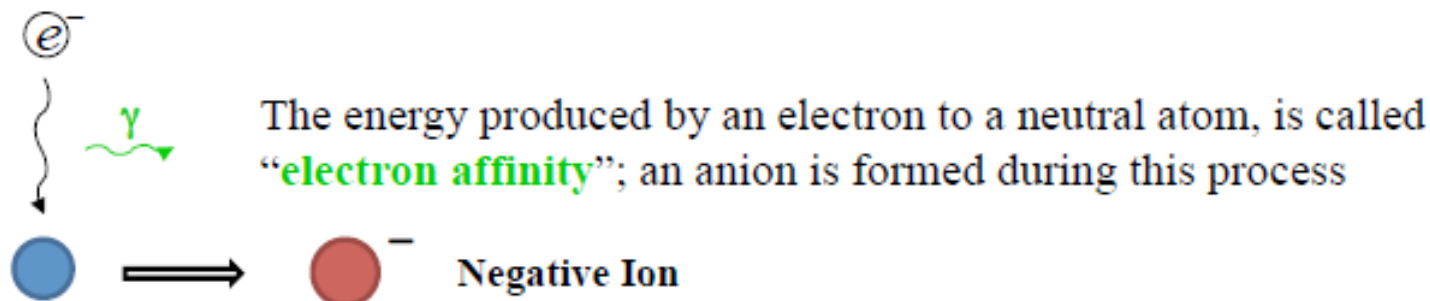 e−
γ
The energy produced by an electron to a neutral atom, is called
“electron affinity”; an anion is formed during this process
−
Negative Ion